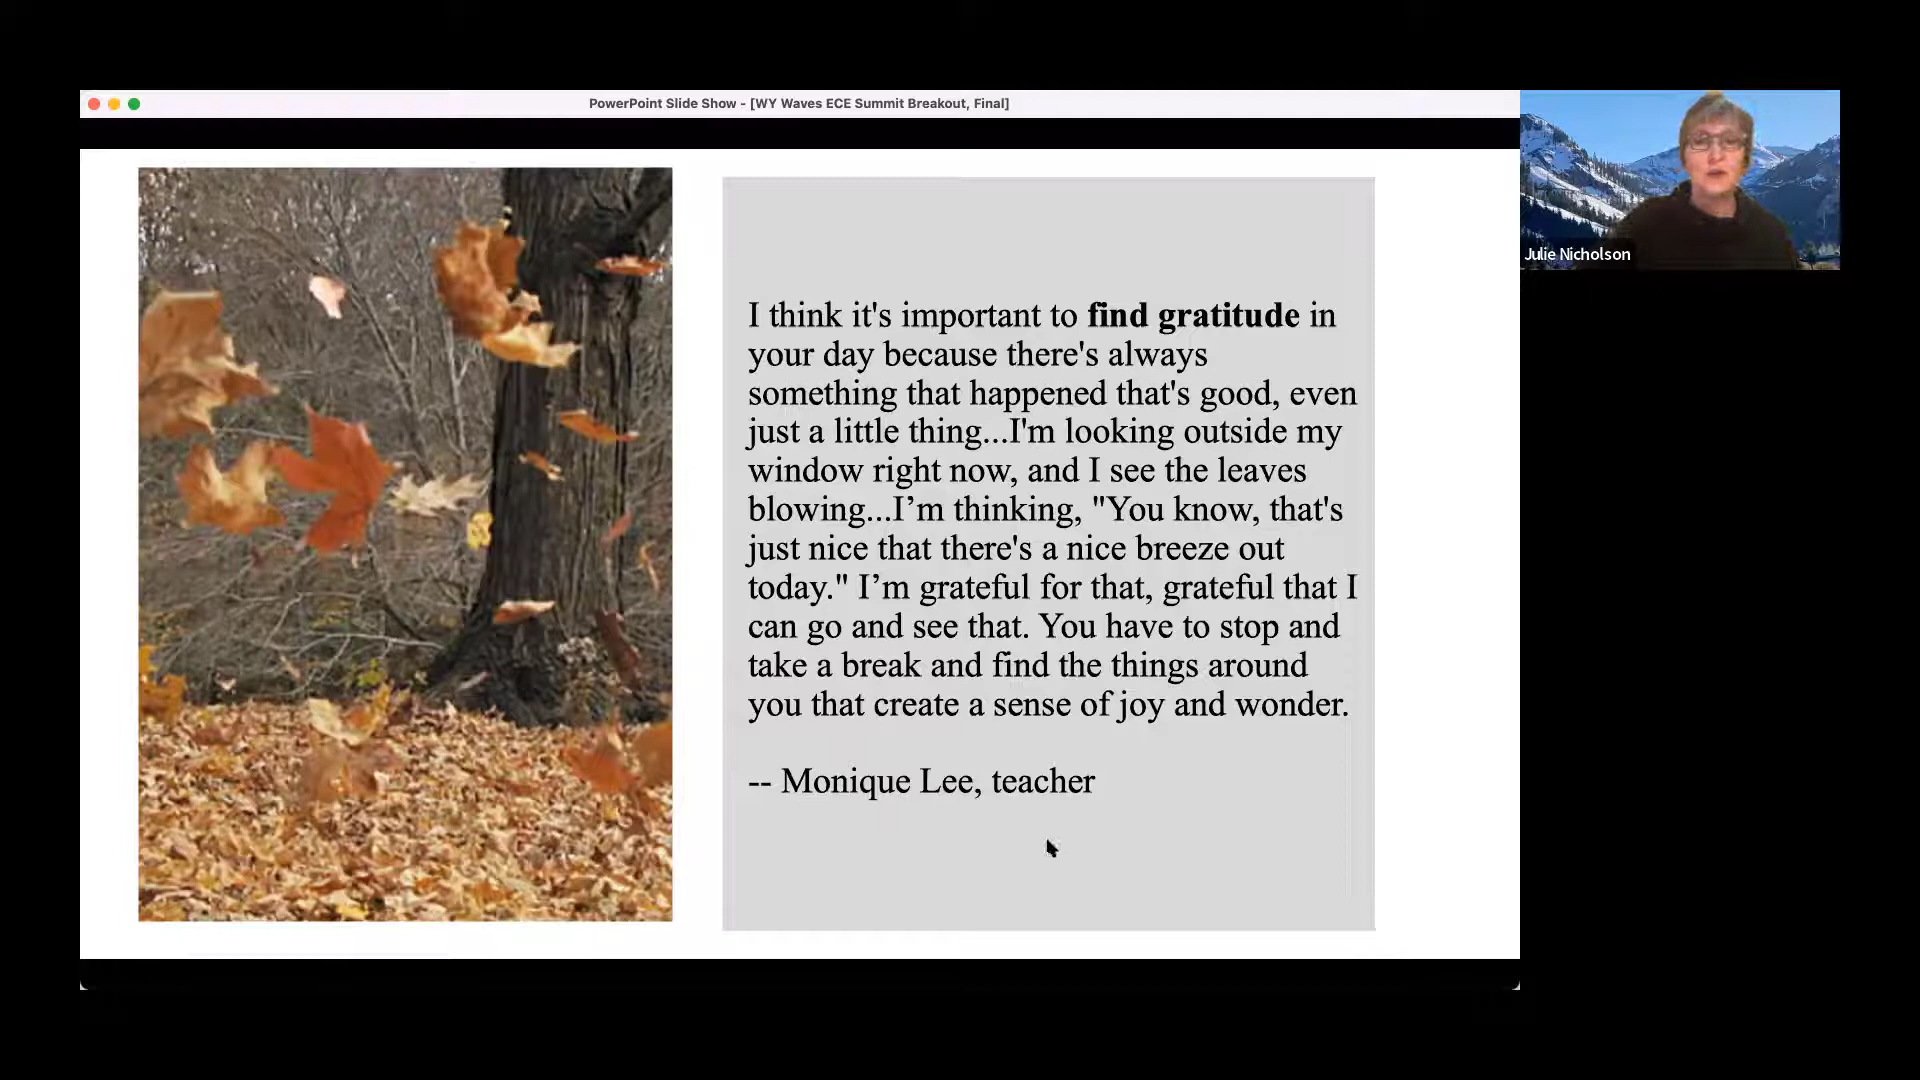 PowerPoint Slide Show - [WY Waves ECE Summit Breakout, Final]
I think it's important to find gratitude in
your day because there's always
something that happened that's good, even
just a little thing...I'm looking outside my
window right now, and I see the leaves
blowing...I’m thinking, "You know, that's
just nice that there's a nice breeze out
today." I’m grateful for that, grateful that I
can go and see that. You have to stop and
take a break and find the things around
you that create a sense of joy and wonder.
-- Monique Lee, teacher
Julie Nicholson